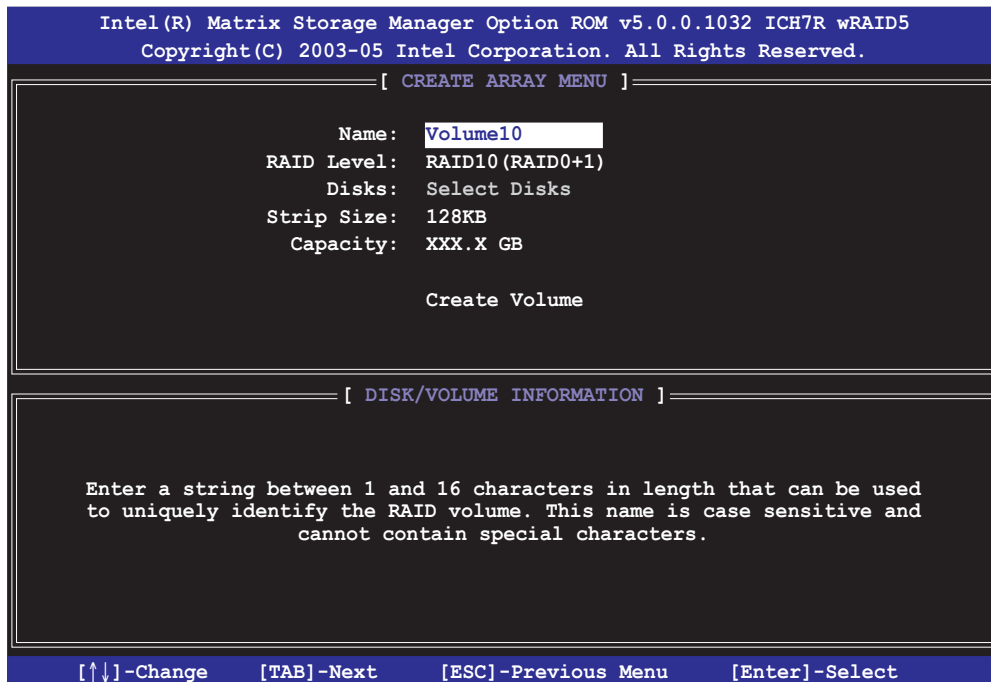 Intel(R) Matrix Storage Manager Option ROM v5.0.0.1032 ICH7R wRAID5
Copyright(C) 2003-05 Intel Corporation. All Rights Reserved.
[ CREATE ARRAY MENU ]
Name: Volume10
RAID Level: RAID10(RAID0+1)
Disks: Select Disks
Strip Size: 128KB
Capacity: XXX.X GB
Create Volume
[ DISK/VOLUME INFORMATION ]
Enter a string between 1 and 16 characters in length that can be used
to uniquely identify the RAID volume. This name is case sensitive and
cannot contain special characters.
[↑↓]-Change [TAB]-Next [ESC]-Previous Menu [Enter]-Select